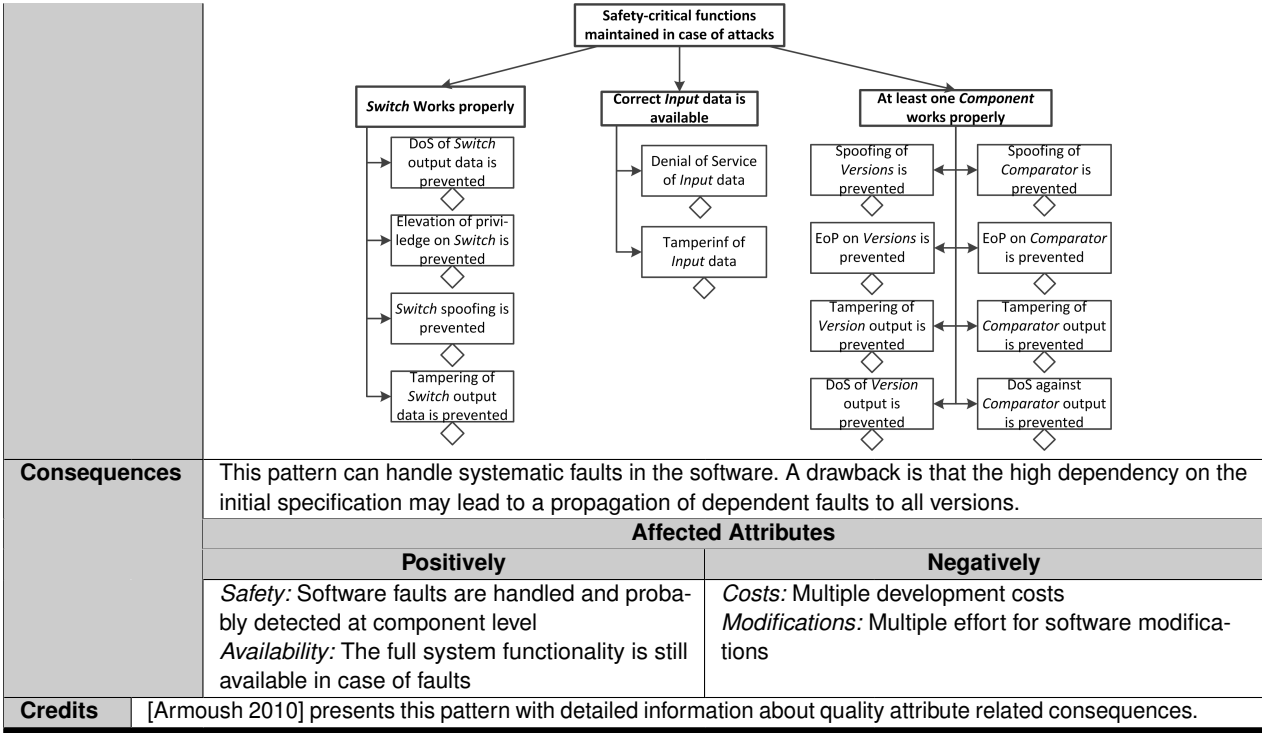 Safety-critical functions
maintained in case of attacks
Switch Works properly
DoS of Switch
output data is
prevented
Elevation of privi-
ledge on Switch is
prevented
Switch spoofing is
prevented
Tampering of
Switch output
data is prevented
Correct Input data is
available
Denial of Service
of Input data
Tamperinf of
Input data
At least one Component
works properly
Spoofing of
Versions is
prevented
Spoofing of
Comparator is
prevented
EoP on Versions is
prevented
EoP on Comparator
is prevented
Tampering of
Version output is
prevented
Tampering of
Comparator output
is prevented
DoS of Version
output is
prevented
DoS against
Comparator output
is prevented
Consequences
This pattern can handle systematic faults in the software. A drawback is that the high dependency on the
initial specification may lead to a propagation of dependent faults to all versions.
Affected Attributes
Positively
Negatively
Safety: Software faults are handled and proba-
bly detected at component level
Availability: The full system functionality is still
available in case of faults
Costs: Multiple development costs
Modifications: Multiple effort for software modifica-
tions
Credits
[Armoush 2010] presents this pattern with detailed information about quality attribute related consequences.